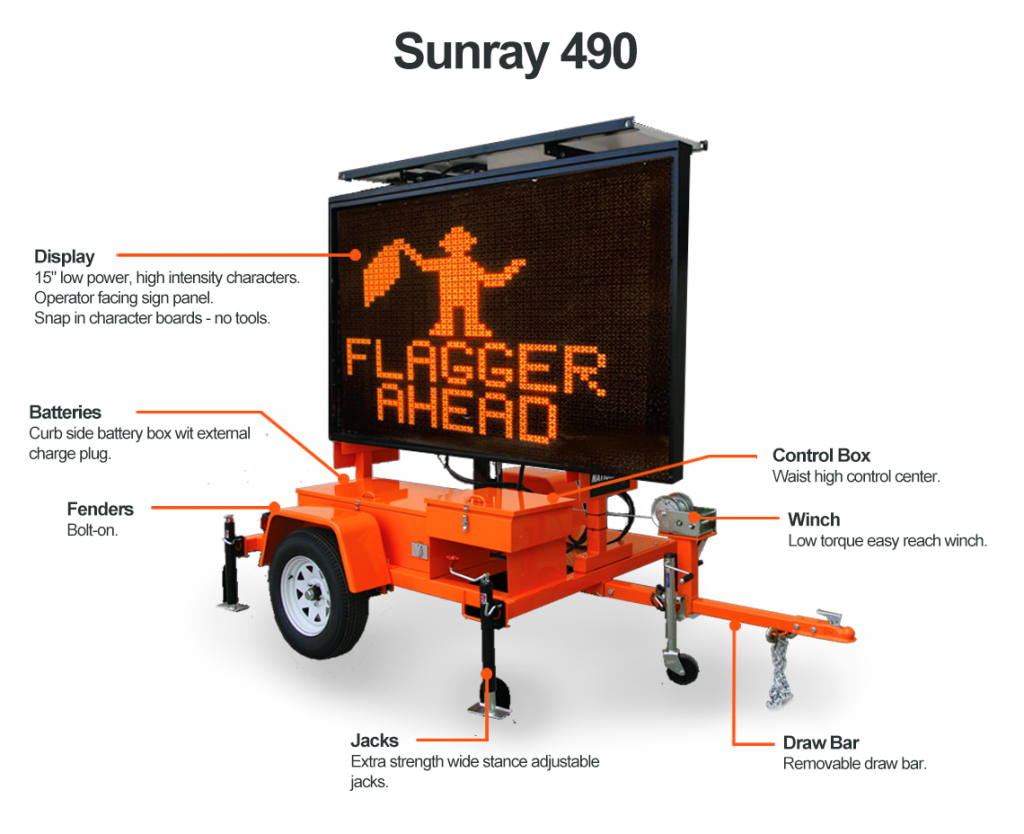 Sunray 490
Display
15" low power, high intensity characters.
Operator facing sign panel.
Snap in character boards - no tools.
FLAGGER
AHEAD
Batteries
Curb side battery box wit external
charge plug.
Control Box
Waist high control center.
Fenders
Bolt-on.
Winch
Low torque easy reach winch.
Jacks
Extra strength wide stance adjustable
jacks.
Draw Bar
Removable draw bar.